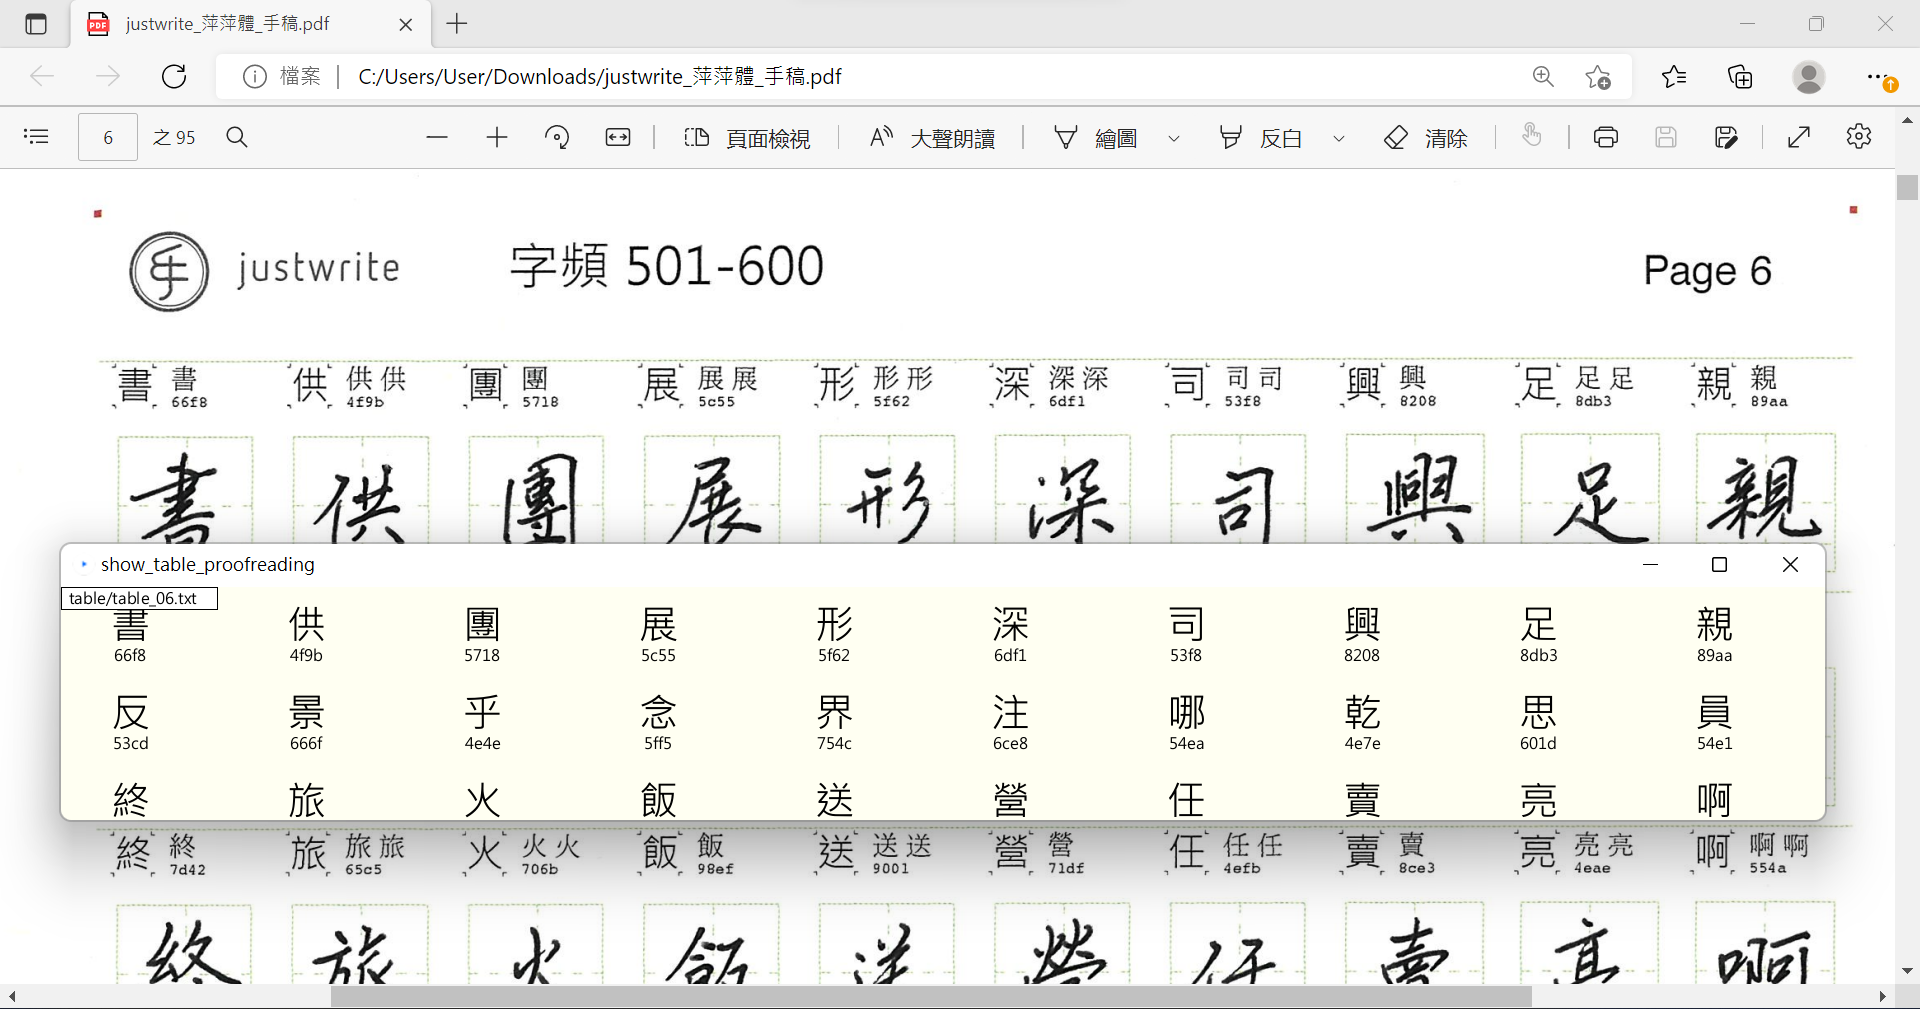 justwrite_萍萍體_手稿.pdf
檔案 C:/Users/User/Downloads/justwrite_萍萍體_手稿.pdf
6 之 95 頁面檢視 大聲朗讀 繪圖 反白 清除
手 justwrite 字頻 501-600 Page 6
書 書 供 供 供 團 團 展 展 展 形 形 形 深 深 深 司 司 司 興 興 足 足 足 親 親
66f8 4f9b 5718 5c55 5f62 6df1 53f8 8208 8db3 89aa
書 供 團 展 形 深 司 興 足 親
show_table_proofreading
table/table_06.txt
書 供 團 展 形 深 司 興 足 親
66f8 4f9b 5718 5c55 5f62 6df1 53f8 8208 8db3 89aa
反 景 乎 念 界 注 哪 乾 思 員
53cd 666f 4e4e 5ff5 754c 6ce8 54ea 4e7e 601d 54e1
終 旅 火 飯 送 營 任 賣 亮 啊
終 終 旅 旅 旅 火 火 火 飯 飯 送 送 送 營 營 任 任 任 賣 賣 亮 亮 亮 啊 啊 啊
7d42 65c5 706b 98ef 9001 71df 4efb 8ce3 4eae 554a
終 旅 火 飯 送 營 任 賣 亮 啊